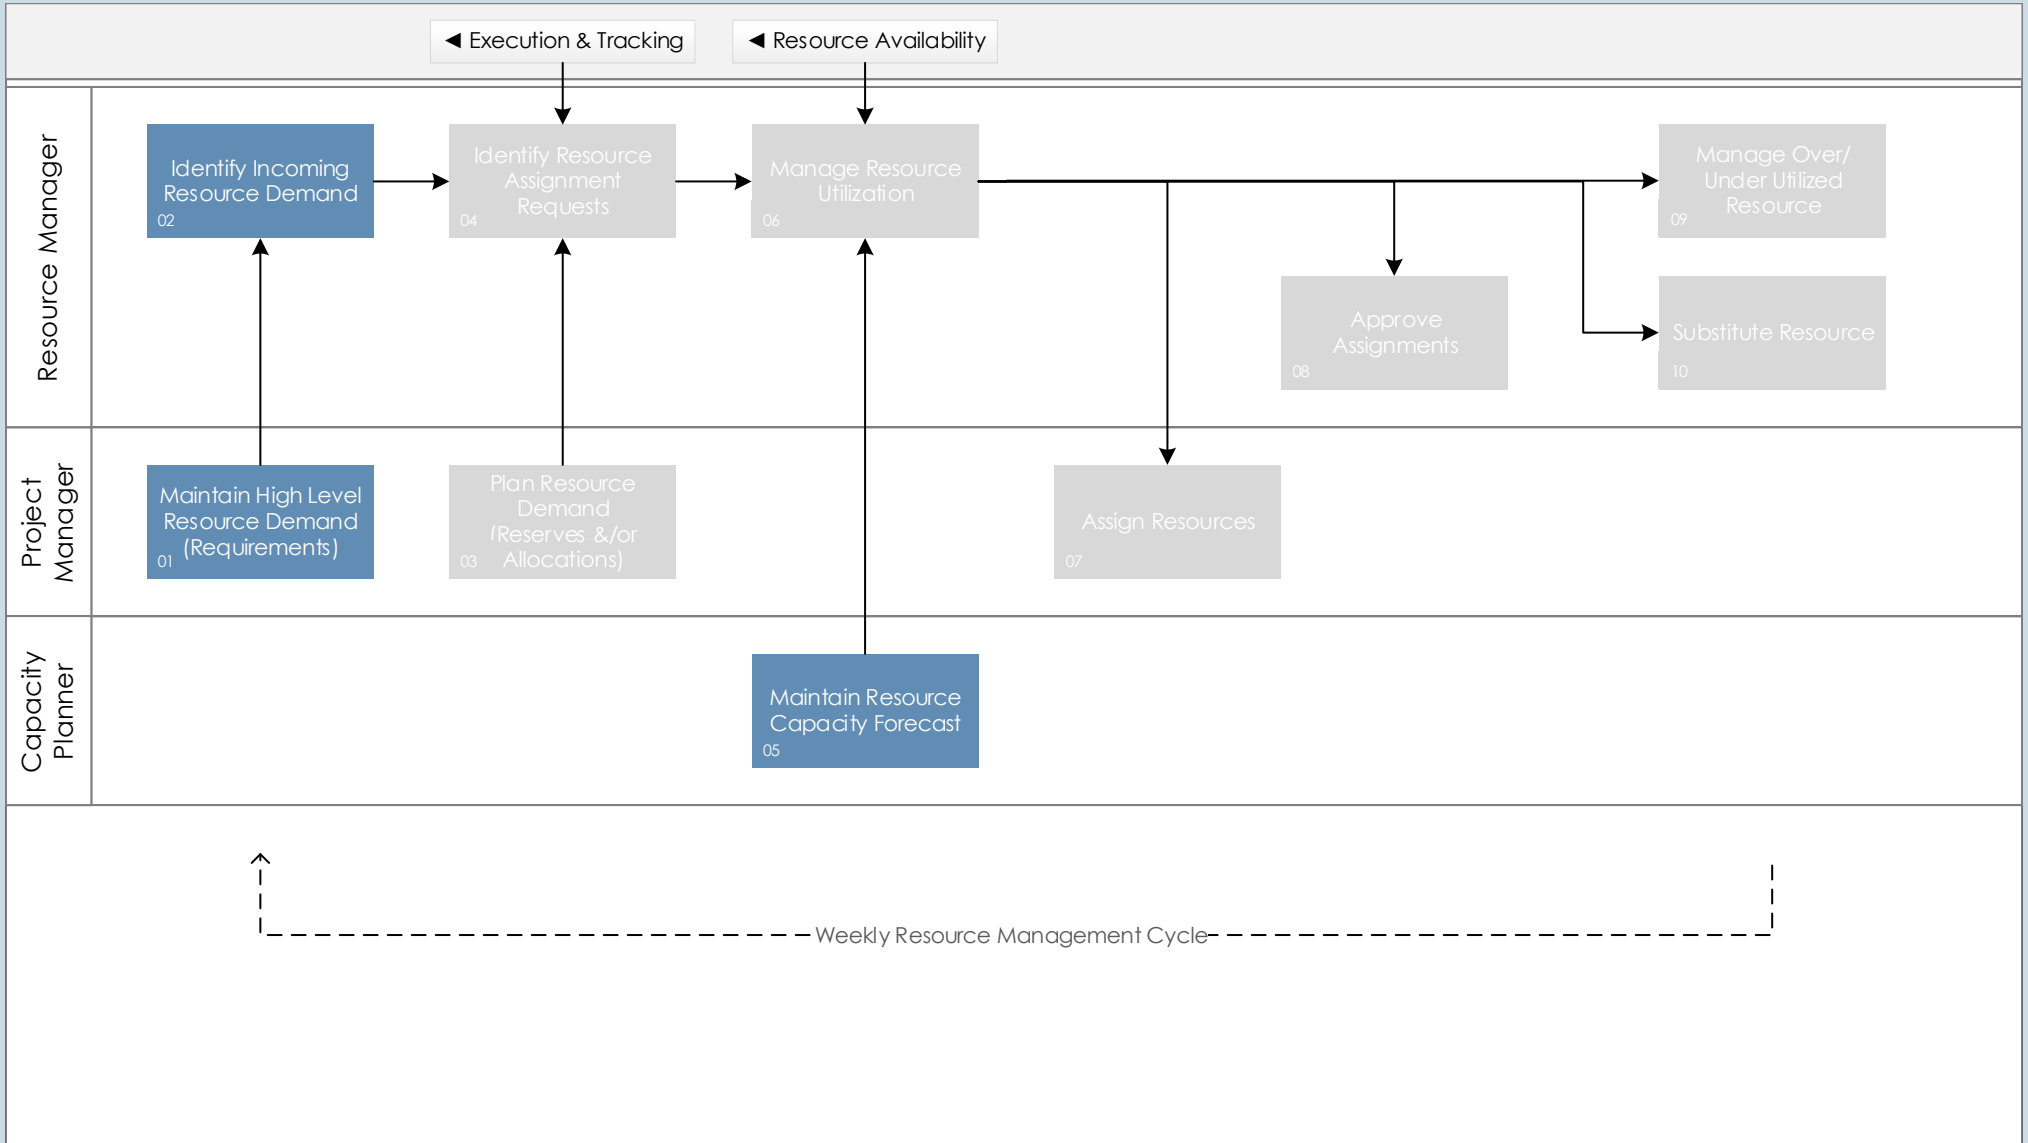 ◄ Execution & Tracking
◄ Resource Availability
Resource Manager
Identify Incoming
Resource Demand
02
Identify Resource
Assignment
Requests
04
Manage Resource
Utilization
06
Manage Over/
Under Utilized
Resource
09
Approve
Assignments
08
Substitute Resource
10
Project
Manager
Maintain High Level
Resource Demand
(Requirements)
01
Plan Resource
Demand
(Reserves &/or
Allocations)
03
Assign Resources
07
Capacity
Planner
Maintain Resource
Capacity Forecast
05
Weekly Resource Management Cycle